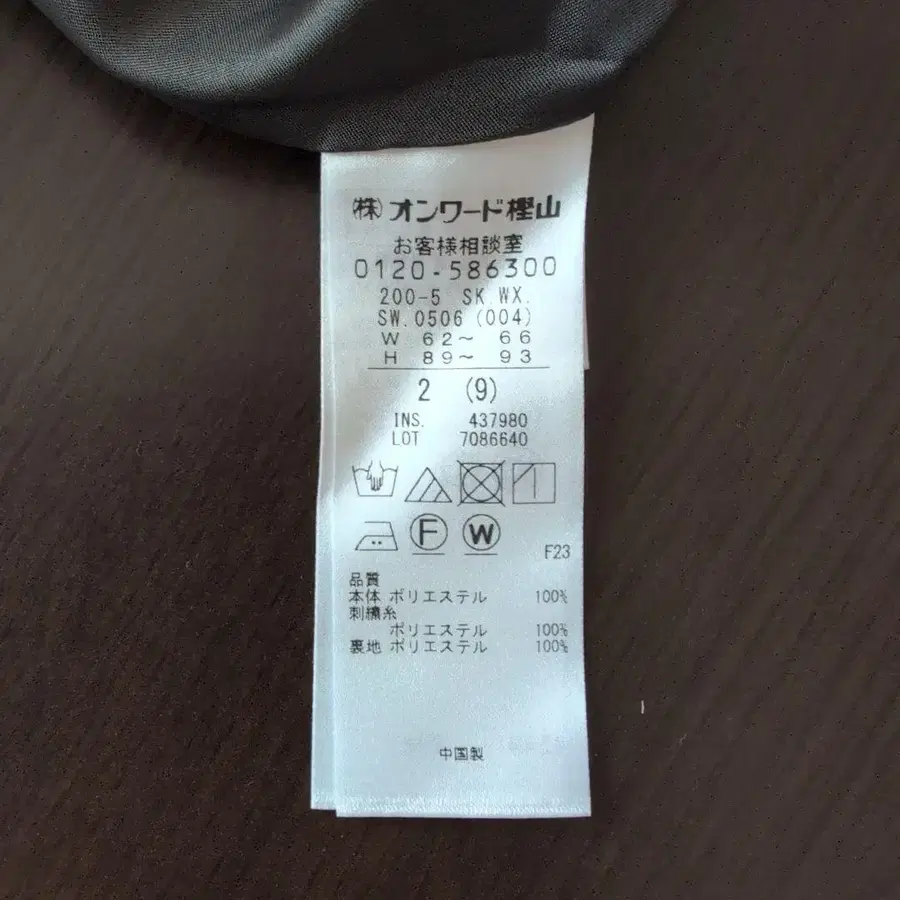 ㈱オンワード樫山
お客様相談室
0120-586300
200-5 SK.WX.
SW.0506 (004)
W 62~ 66
H 89~ 93
2 (9)
INS. 437980
LOT 7086640
F
W
F23
品質
本体 ポリエステル 100%
刺繍糸
ポリエステル 100%
裏地 ポリエステル 100%
中国製